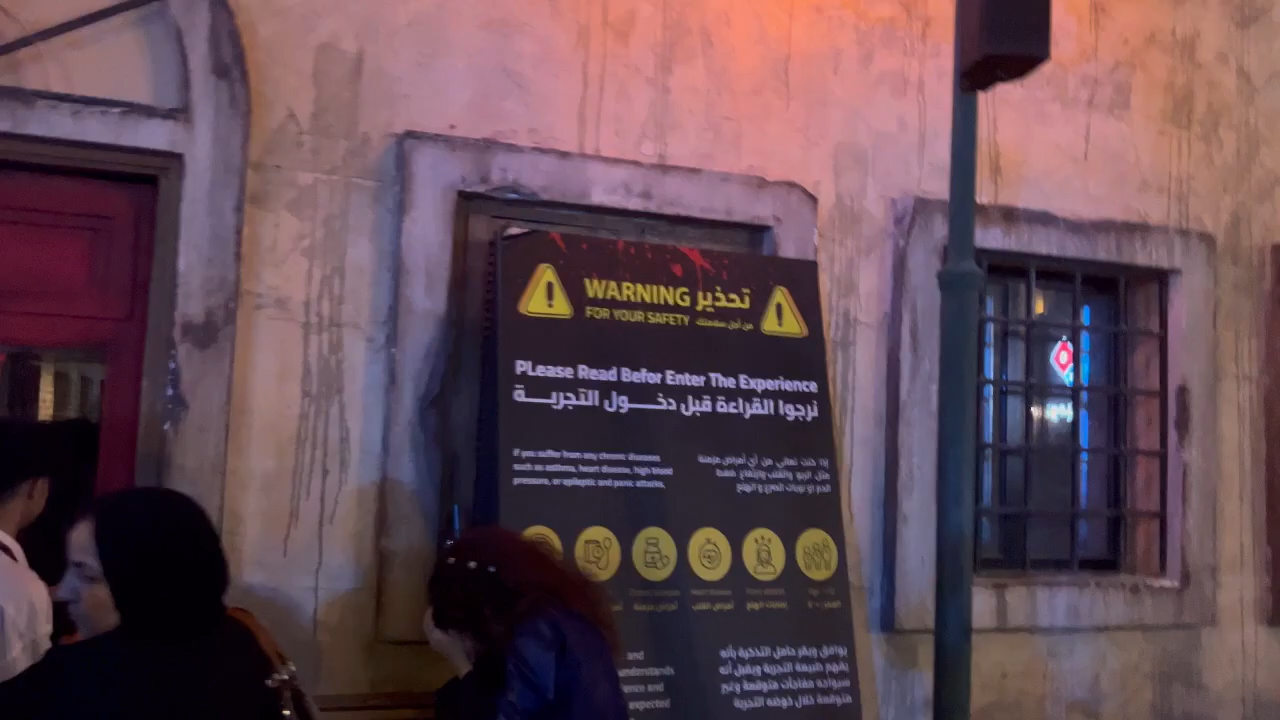 WARNING تحذير
FOR YOUR SAFETY من أجل سلامتك
PLease Read Befor Enter The Experience
نرجوا القراءة قبل دخـــول التجربـــة
If you suffer from any chronic diseases
such as asthma, heart disease, high blood
pressure, or epileptic and panic attacks,
إذا كنت تعاني من أي أمراض مزمنة
مثل الربو والقلب وارتفاع ضغط
الدم او نوبات الصرع و الهلع
أمراض مزمنة
أمراض القلب
and
understands
ence and
expected
يوافق ويقر حامل التذكرة بأنه
يفهم طبيعة التجربة ويقبل أنه
سيواجه مفاجآت متوقعة وغير
متوقعة خلال خوضه التجربة